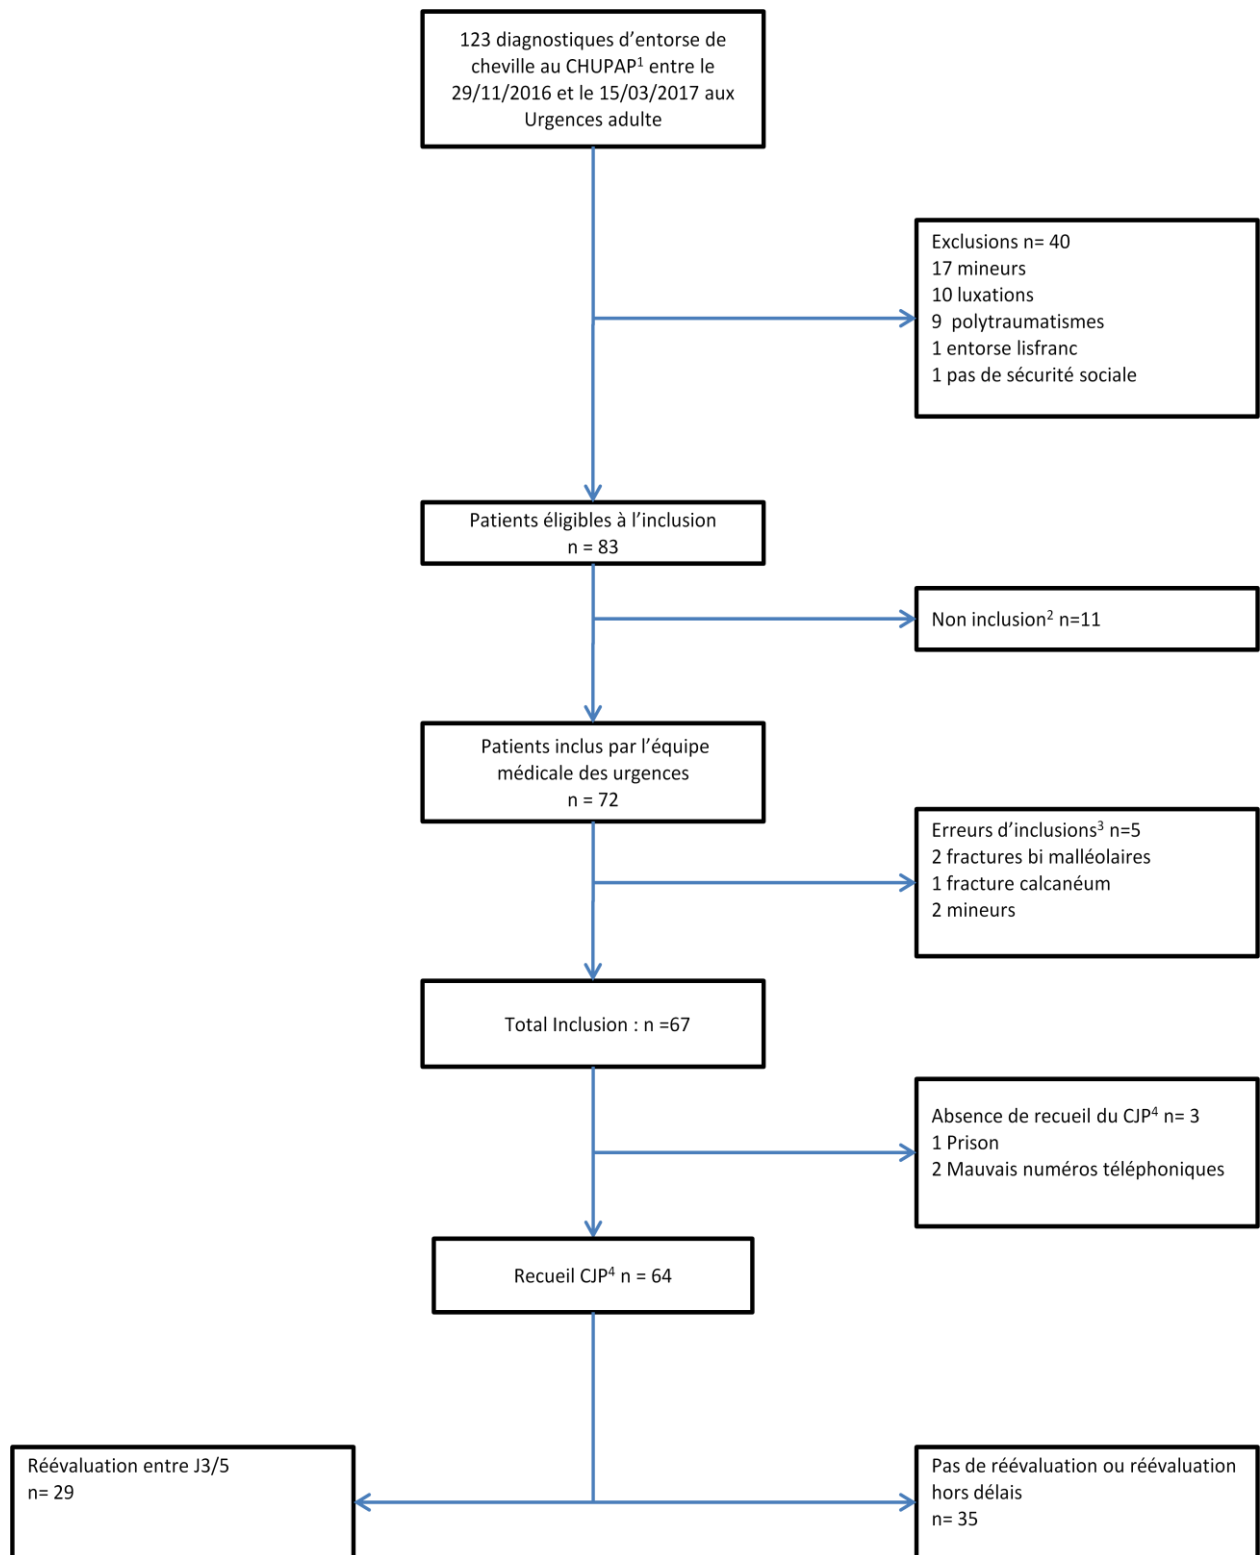 123 diagnostiques d’entorse de
cheville au CHUPAP¹ entre le
29/11/2016 et le 15/03/2017 aux
Urgences adulte
Exclusions n= 40
17 mineurs
10 luxations
9 polytraumatismes
1 entorse lisfranc
1 pas de sécurité sociale
Patients éligibles à l’inclusion
n = 83
Non inclusion² n=11
Patients inclus par l’équipe
médicale des urgences
n = 72
Erreurs d’inclusions³ n=5
2 fractures bi malléolaires
1 fracture calcanéum
2 mineurs
Total Inclusion : n =67
Absence de recueil du CJP⁴ n= 3
1 Prison
2 Mauvais numéros téléphoniques
Recueil CJP⁴ n = 64
Réévaluation entre J3/5
n= 29
Pas de réévaluation ou réévaluation
hors délais
n= 35